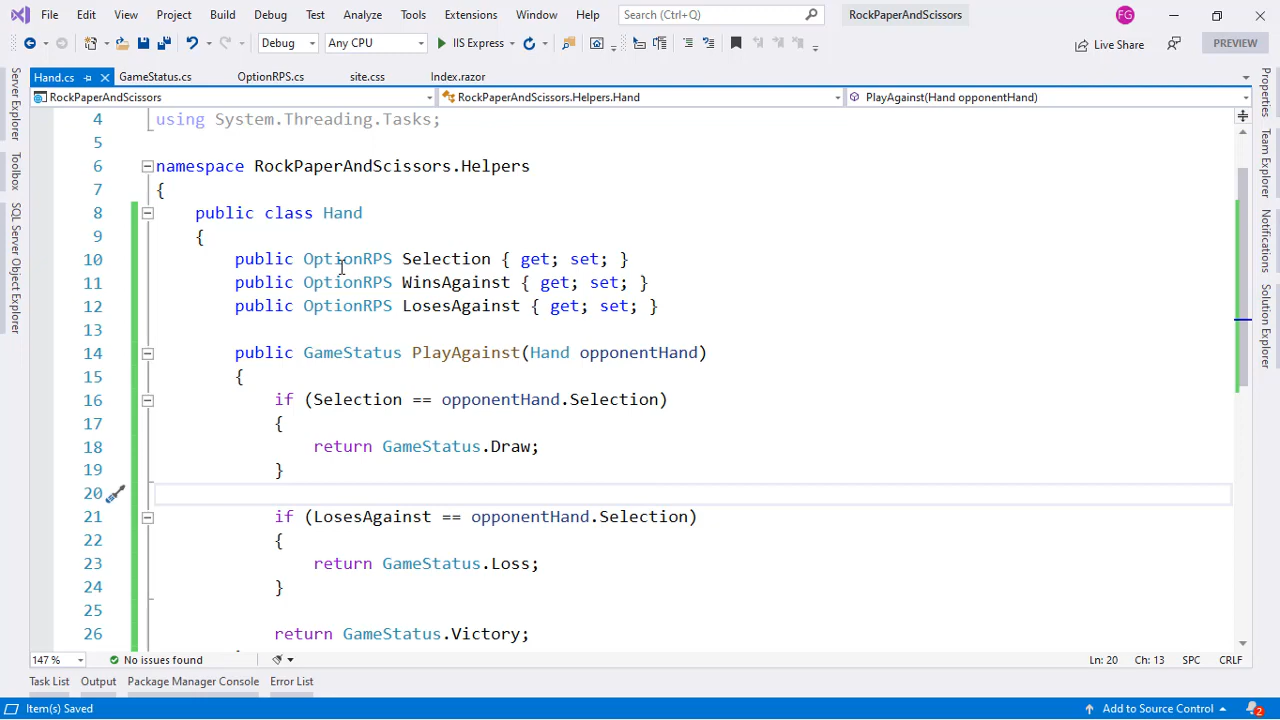 File Edit View Project Build Debug Test Analyze Tools Extensions Window Help Search (Ctrl+Q) RockPaperAndScissors FG
Debug Any CPU IIS Express Live Share PREVIEW
Hand.cs GameStatus.cs OptionRPS.cs site.css Index.razor
RockPaperAndScissors RockPaperAndScissors.Helpers.Hand PlayAgainst(Hand opponentHand)
Server Explorer
Toolbox
SQL Server Object Explorer
4 using System.Threading.Tasks;
5
6 namespace RockPaperAndScissors.Helpers
7 {
8 public class Hand
9 {
10 public OptionRPS Selection { get; set; }
11 public OptionRPS WinsAgainst { get; set; }
12 public OptionRPS LosesAgainst { get; set; }
13
14 public GameStatus PlayAgainst(Hand opponentHand)
15 {
16 if (Selection == opponentHand.Selection)
17 {
18 return GameStatus.Draw;
19 }
20
21 if (LosesAgainst == opponentHand.Selection)
22 {
23 return GameStatus.Loss;
24 }
25
26 return GameStatus.Victory;
Properties
Team Explorer
Notifications
Solution Explorer
147 % No issues found Ln: 20 Ch: 13 SPC CRLF
Task List Output Package Manager Console Error List
Item(s) Saved Add to Source Control 2